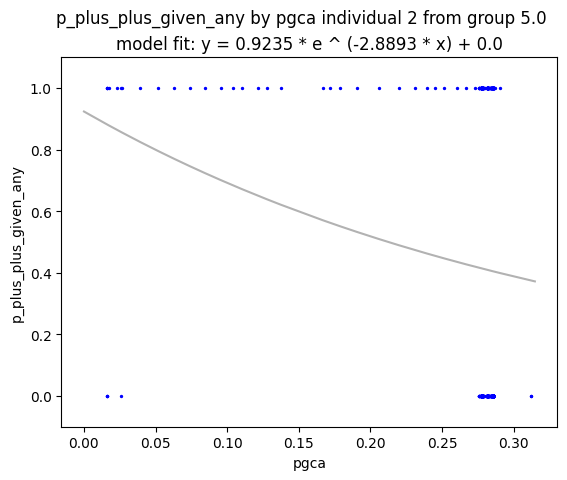 p_plus_plus_given_any by pgca individual 2 from group 5.0
model fit: y = 0.9235 * e ^ (-2.8893 * x) + 0.0
1.0
0.8
0.6
0.4
0.2
0.0
p_plus_plus_given_any
0.00 0.05 0.10 0.15 0.20 0.25 0.30
pgca